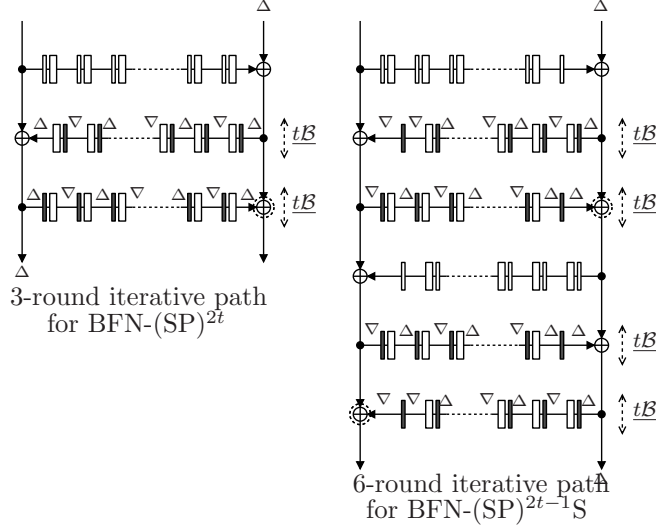 Δ
Δ ∇ Δ ∇ Δ ∇ Δ
tB
Δ ∇ Δ ∇ Δ ∇ Δ
tB
Δ
3-round iterative path
for BFN-(SP)^{2t}
Δ
∇ ∇ Δ ∇ Δ ∇ Δ
tB
∇ Δ ∇ Δ ∇ Δ Δ
tB
∇ Δ ∇ Δ ∇ Δ Δ
tB
∇ ∇ Δ ∇ Δ ∇ Δ
tB
Δ
6-round iterative path
for BFN-(SP)^{2t−1}S